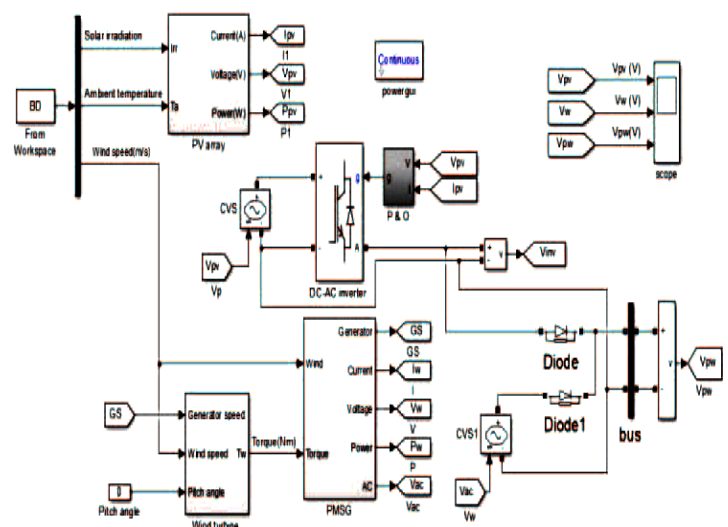 Solar irradiation
Irr
Current(A)
Ipv
I1
Continuous
powergui
BD
From
Workspace
Ambient temperature
Ta
Voltage(V)
Vpv
V1
Power(W)
Ppv
P1
PV array
Wind speed(m/s)
Vpv
Vpv (V)
Vw
Vw (V)
Vpw
Vpw(V)
scope
CVS
+
-
g
A
DC-AC inverter
V
I
g
P & O
Vpv
Ipv
Vpv
Vp
+
-
v
Vinv
Wind
Torque
Generator
GS
GS
Current
Iw
I
Voltage
Vw
V
Power
Pw
P
AC
Vac
Vac
PMSG
GS
Generator speed
Wind speed
Tw
Torque(Nm)
Pitch angle
0
Pitch angle
Wind turbine
Diode
Diode1
CVS1
Vac
Vw
bus
+
-
v
Vpw
Vpw